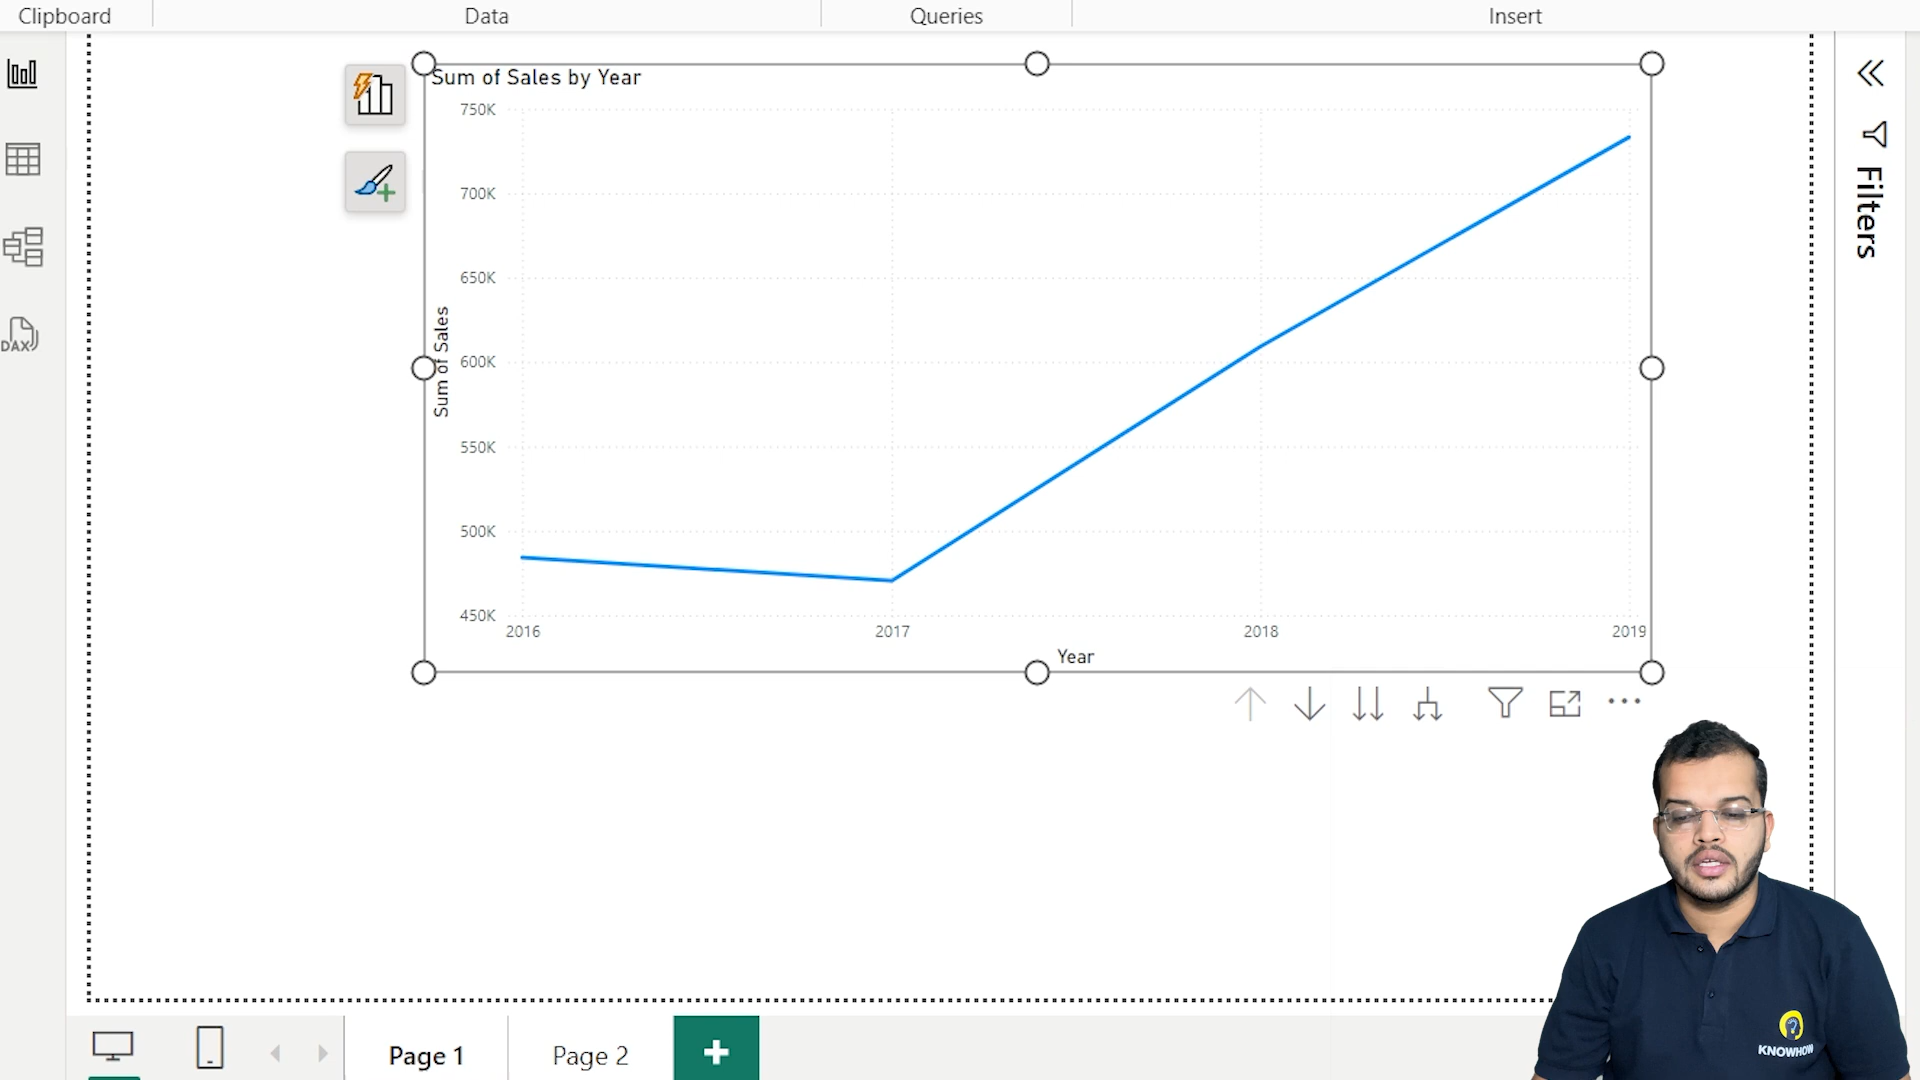 Clipboard
Data
Queries
Insert
Sum of Sales by Year
750K
700K
650K
600K
550K
500K
450K
Sum of Sales
2016
2017
2018
2019
Year
Filters
DAX
Page 1
Page 2
KNOWHOW